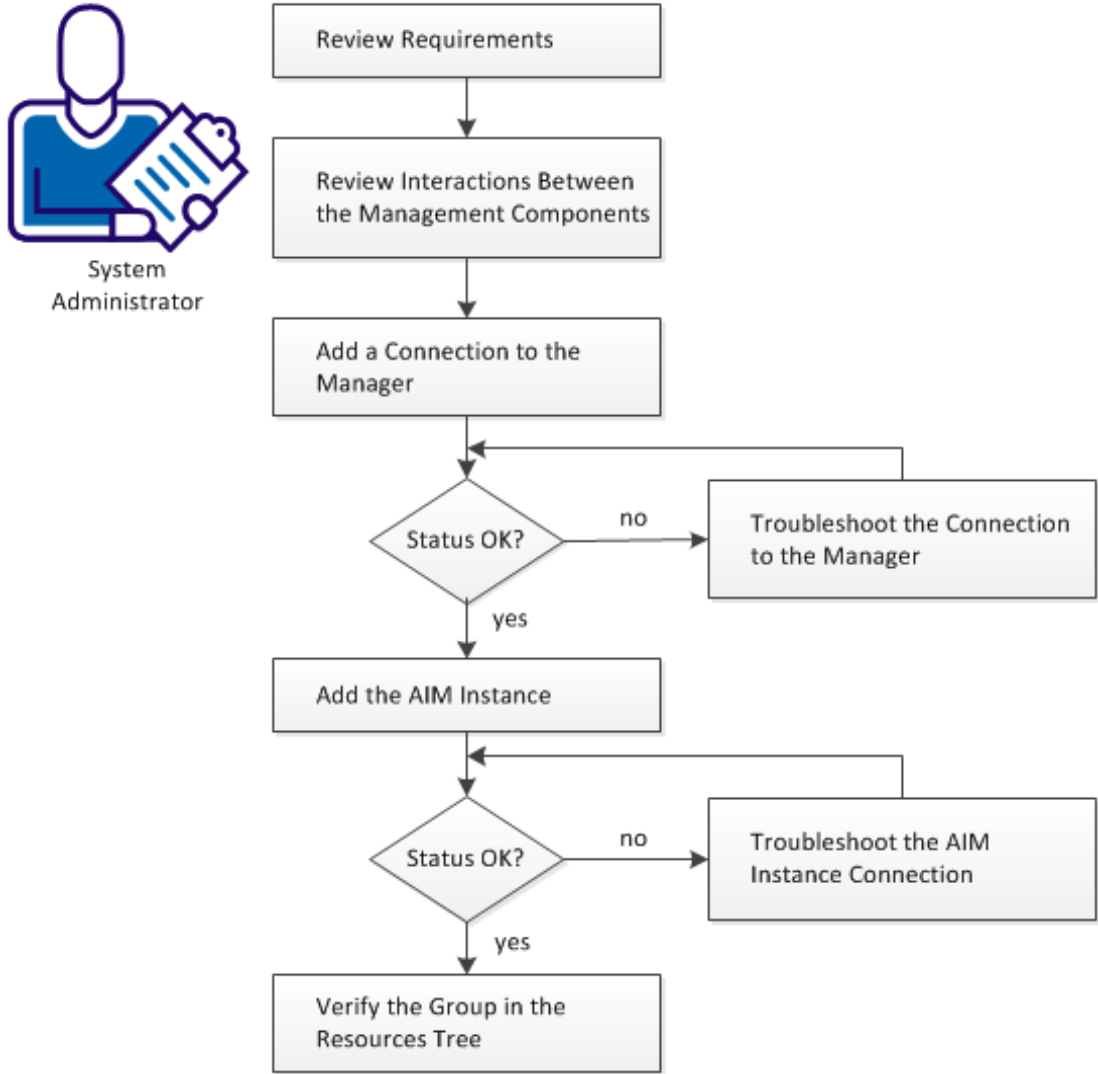 Review Requirements
Review Interactions Between
the Management Components
System
Administrator
Add a Connection to the
Manager
Status OK?
no
Troubleshoot the Connection
to the Manager
yes
Add the AIM Instance
Status OK?
no
Troubleshoot the AIM
Instance Connection
yes
Verify the Group in the
Resources Tree